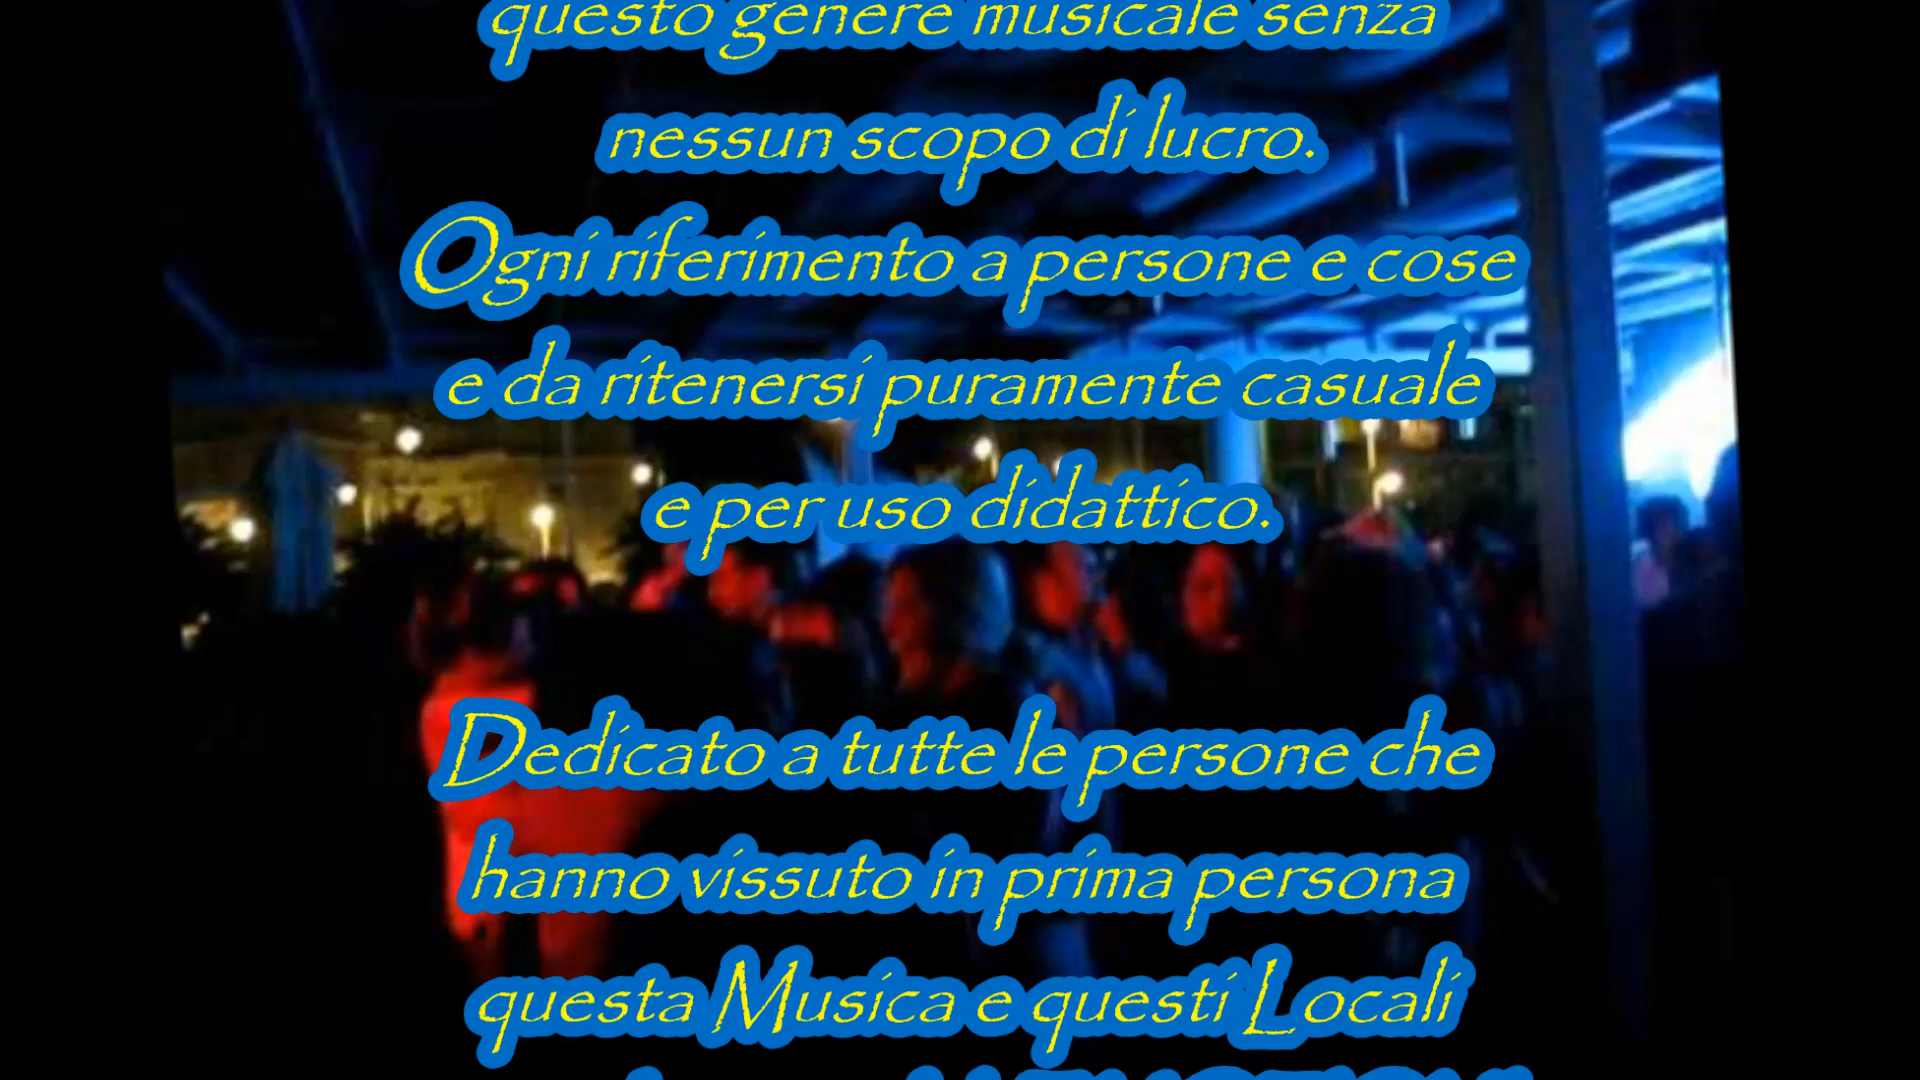 questo genere musicale senza
nessun scopo di lucro.
Ogni riferimento a persone e cose
e da ritenersi puramente casuale
e per uso didattico.
Dedicato a tutte le persone che
hanno vissuto in prima persona
questa Musica e questi Locali